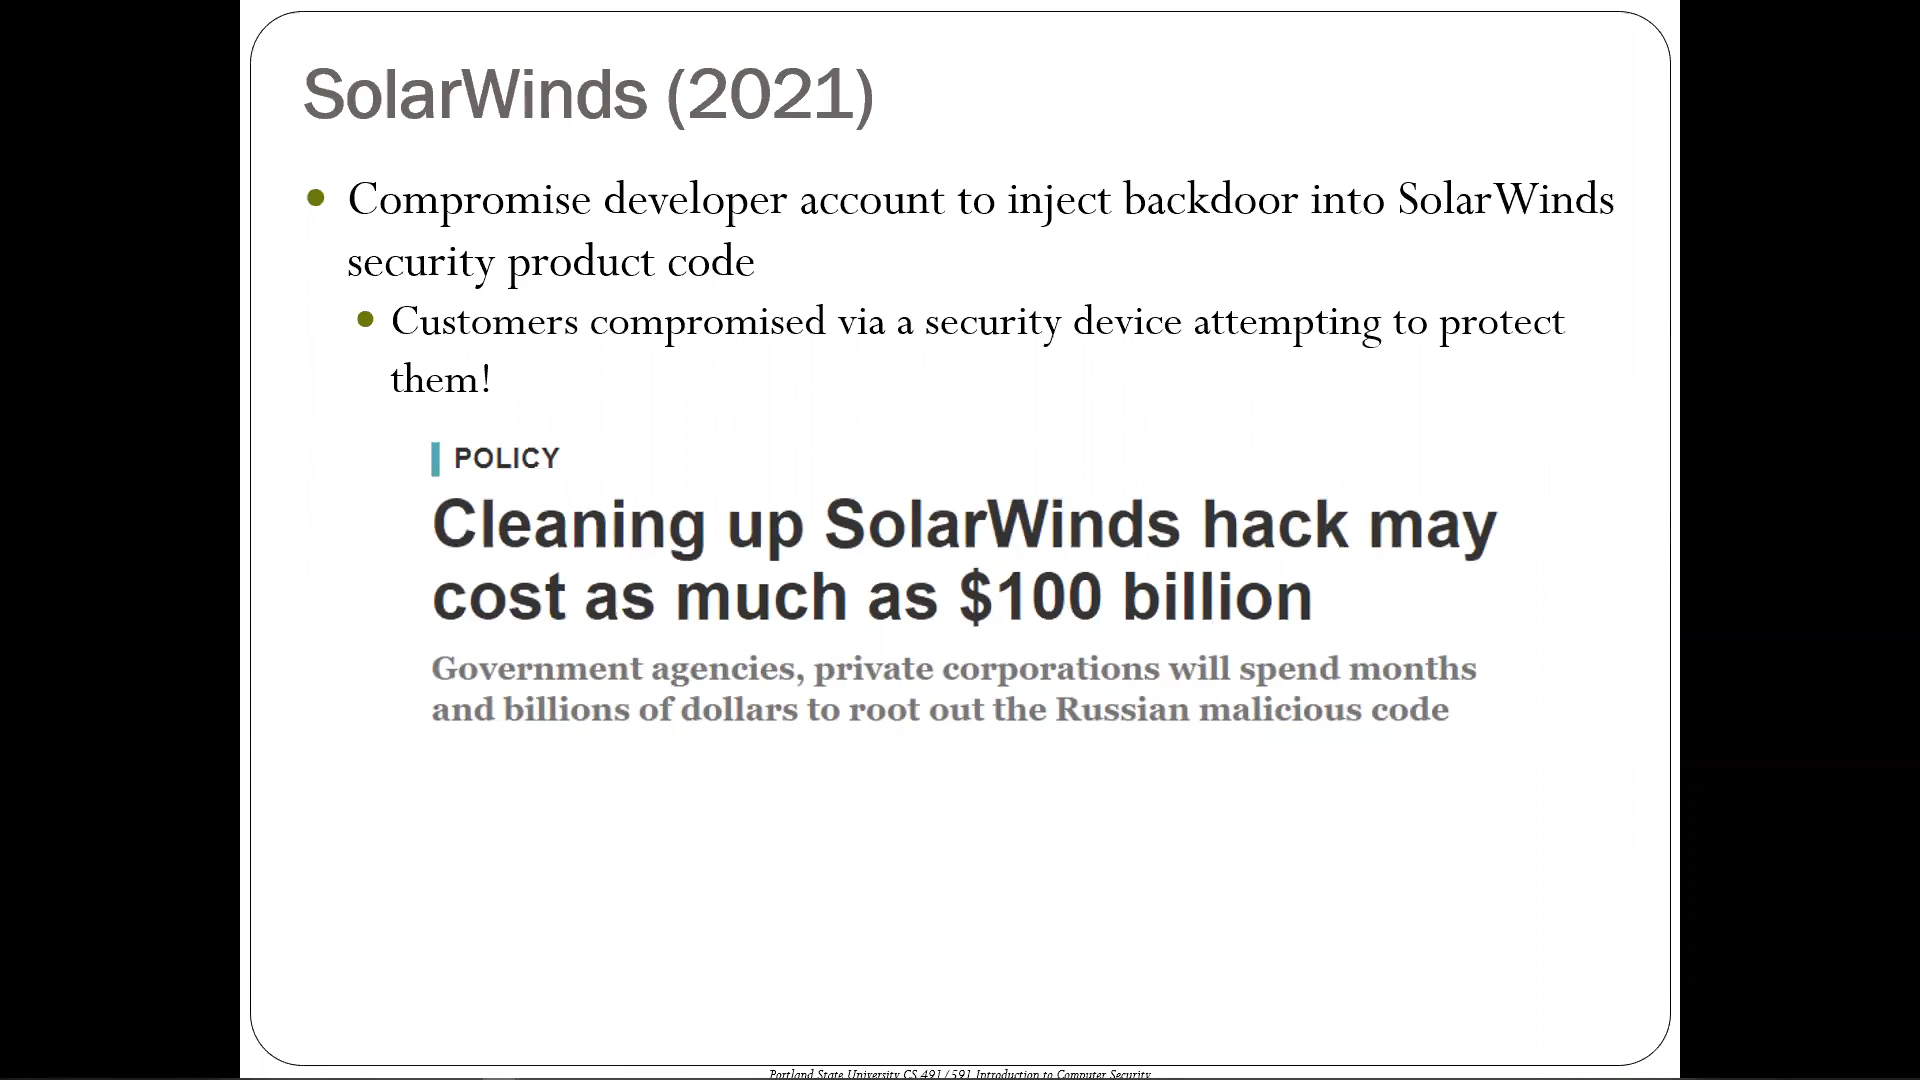 SolarWinds (2021)
Compromise developer account to inject backdoor into SolarWinds
security product code
Customers compromised via a security device attempting to protect
them!
POLICY
Cleaning up SolarWinds hack may
cost as much as $100 billion
Government agencies, private corporations will spend months
and billions of dollars to root out the Russian malicious code
Portland State University CS 491/591 Introduction to Computer Security